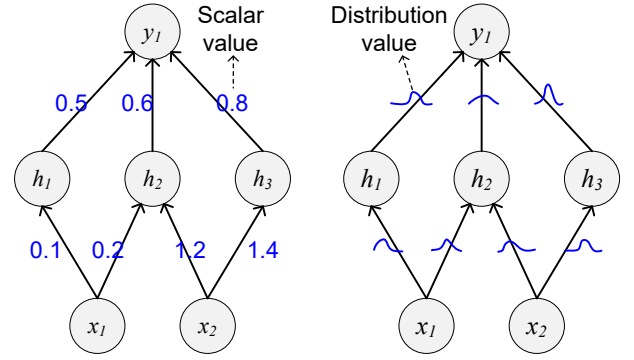 y1
Scalar
value
0.5
0.6
0.8
h1
h2
h3
0.1
0.2
1.2
1.4
x1
x2
Distribution
value
y1
h1
h2
h3
x1
x2